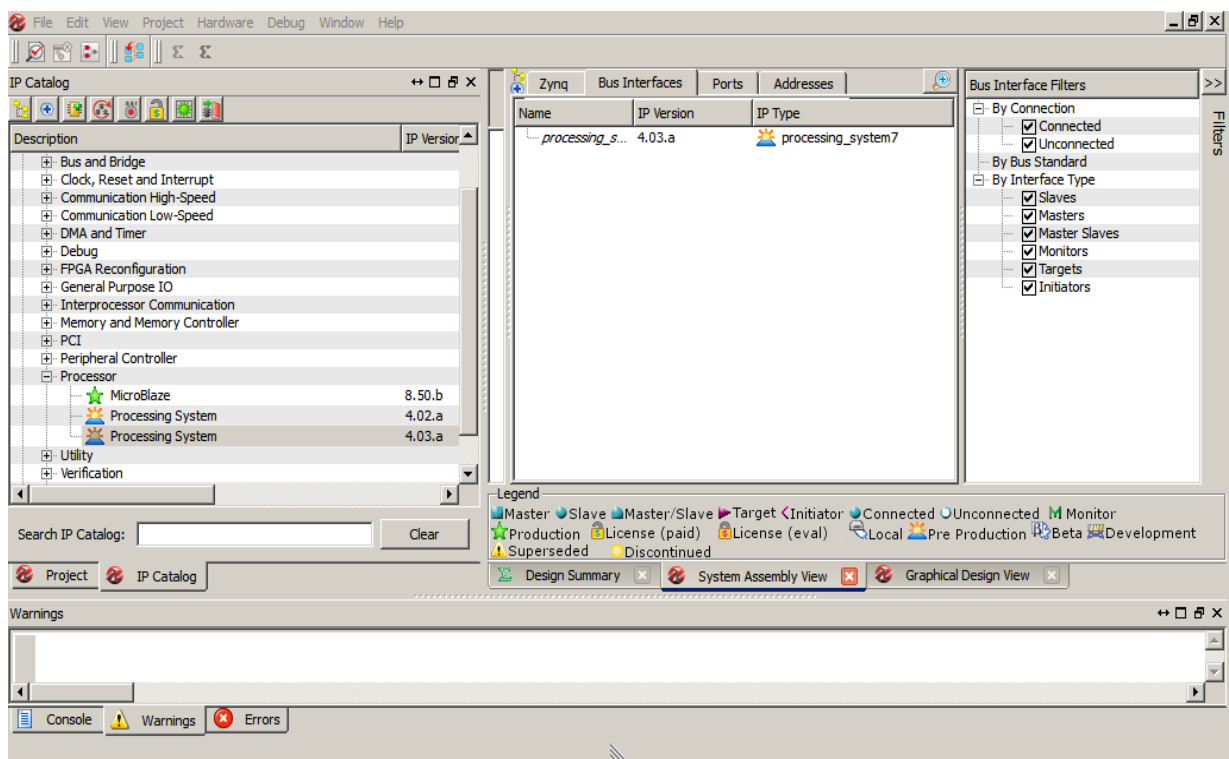 File Edit View Project Hardware Debug Window Help
IP Catalog
Description IP Version
Bus and Bridge
Clock, Reset and Interrupt
Communication High-Speed
Communication Low-Speed
DMA and Timer
Debug
FPGA Reconfiguration
General Purpose IO
Interprocessor Communication
Memory and Memory Controller
PCI
Peripheral Controller
Processor
MicroBlaze 8.50.b
Processing System 4.02.a
Processing System 4.03.a
Utility
Verification
Search IP Catalog: Clear
Project IP Catalog
Zynq Bus Interfaces Ports Addresses
Name IP Version IP Type
processing_s... 4.03.a processing_system7
Bus Interface Filters >>
By Connection
Connected
Unconnected
By Bus Standard
By Interface Type
Slaves
Masters
Master Slaves
Monitors
Targets
Initiators
Filters
Legend
Master Slave Master/Slave Target Initiator Connected Unconnected M Monitor
Production License (paid) License (eval) Local Pre Production Beta Development
Superseded Discontinued
Design Summary System Assembly View Graphical Design View
Warnings
Console Warnings Errors